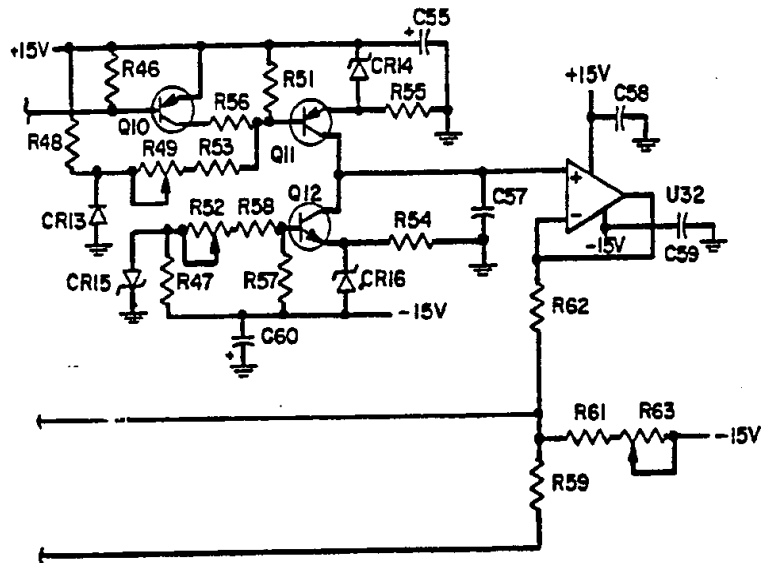 C55
+15V
+
R46
R51
CR14
R55
+15V
C58
R56
Q10
Q11
R48
R49
R53
+
U32
CR13
Q12
C57
-
R52
R58
R54
-15V
C59
CR15
R47
R57
CR16
R62
-15V
C60
+
R61
R63
-15V
R59